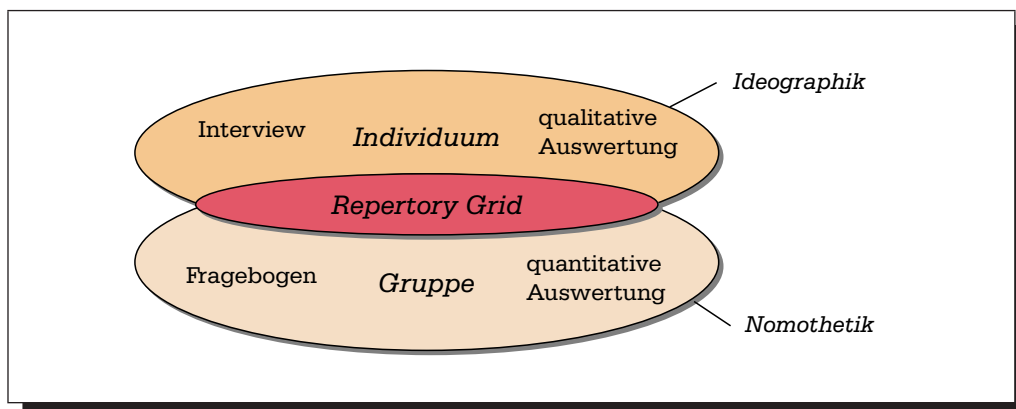 Ideographik
Interview
Individuum
qualitative
Auswertung
Repertory Grid
Fragebogen
Gruppe
quantitative
Auswertung
Nomothetik